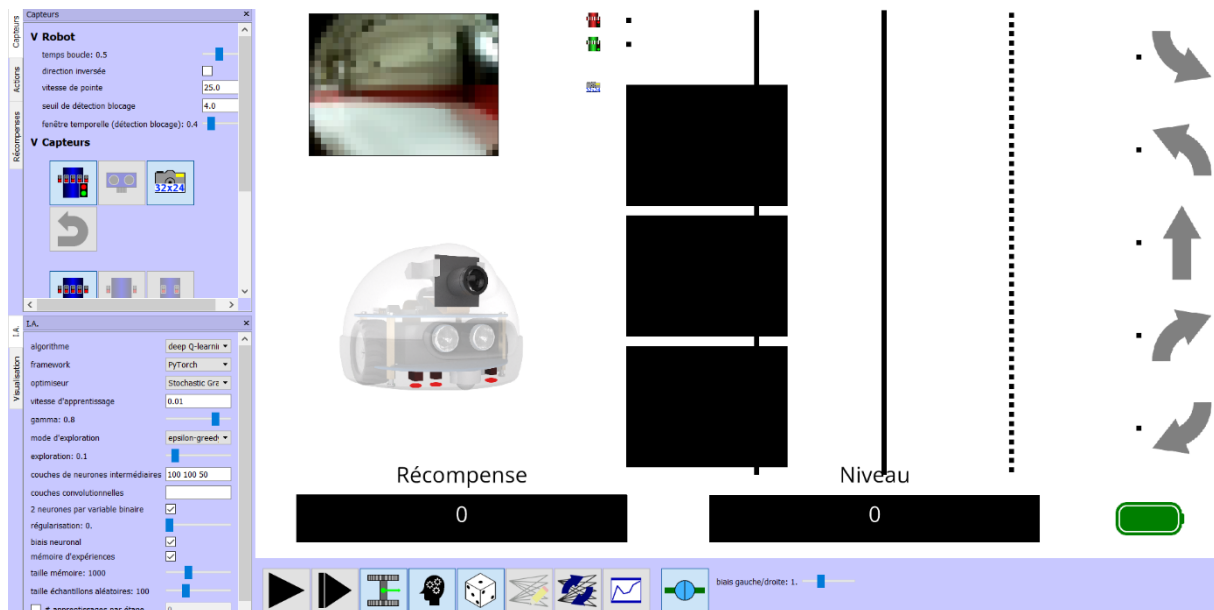 Capteurs
Actions
Récompenses
Capteurs
V Robot
temps boucle: 0.5
direction inversée
vitesse de pointe 25.0
seuil de détection blocage 4.0
fenêtre temporelle (détection blocage): 0.4
V Capteurs
32x24
I.A.
Visualisation
I.A.
algorithme deep Q-learni
framework PyTorch
optimiseur Stochastic Gra
vitesse d'apprentissage 0.01
gamma: 0.8
mode d'exploration epsilon-greedy
exploration: 0.1
couches de neurones intermédiaires 100 100 50
couches convolutionnelles
2 neurones par variable binaire
régularisation: 0.
biais neuronal
mémoire d'expériences
taille mémoire: 1000
taille échantillons aléatoires: 100
# apprentissages par étape 0
Récompense
0
Niveau
0
biais gauche/droite: 1.